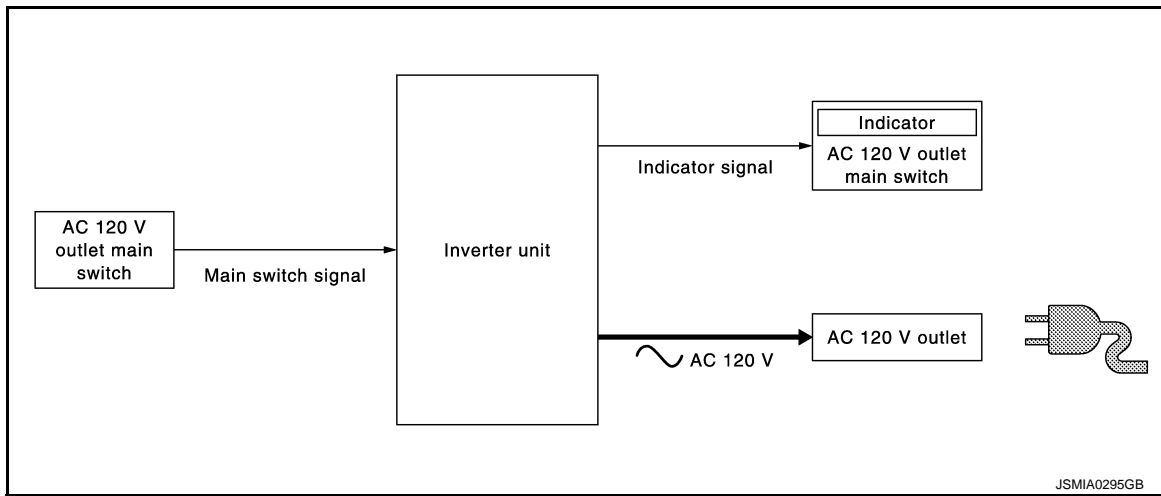 AC 120 V
outlet main
switch
Main switch signal
Inverter unit
Indicator signal
Indicator
AC 120 V outlet
main switch
AC 120 V
AC 120 V outlet
JSMIA0295GB